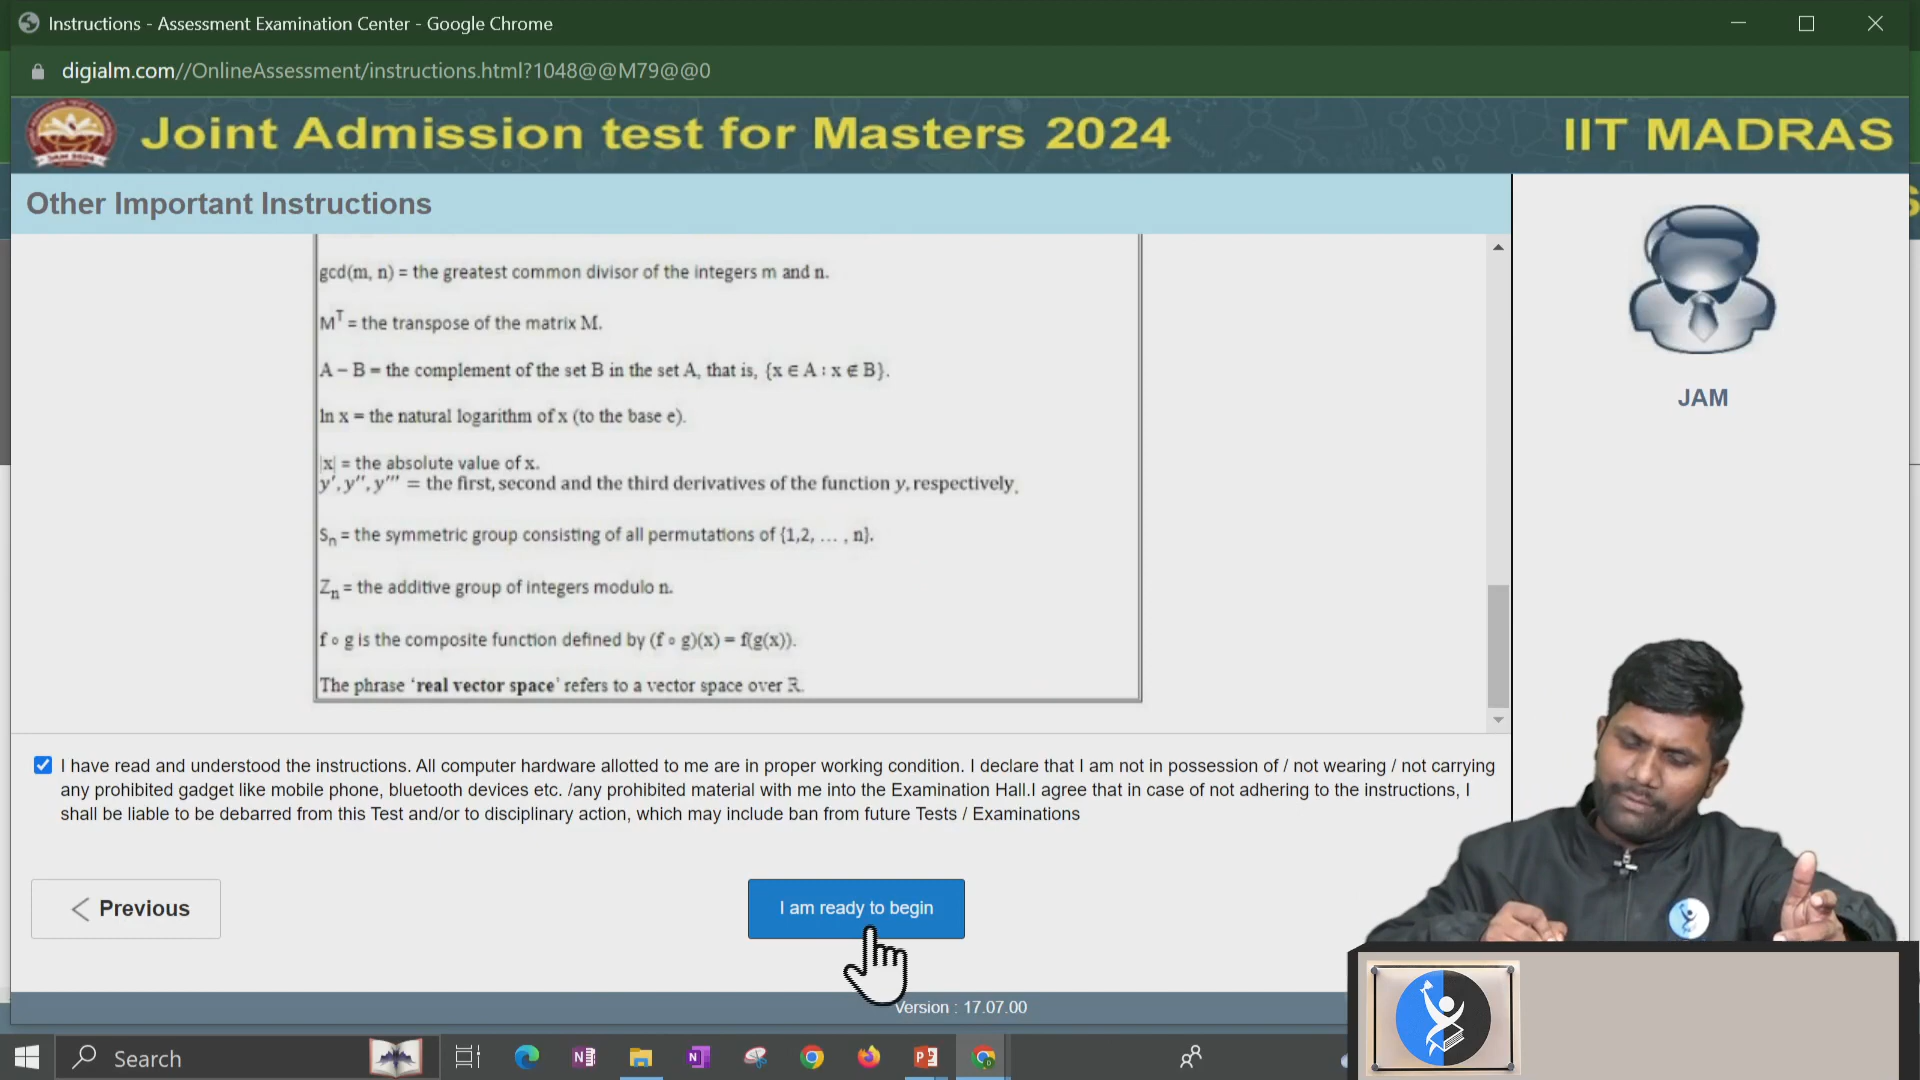 Instructions - Assessment Examination Center - Google Chrome
digialm.com//OnlineAssessment/instructions.html?1048@@M79@@0
Joint Admission test for Masters 2024
IIT MADRAS
Other Important Instructions
gcd(m, n) = the greatest common divisor of the integers m and n.
Mᵀ = the transpose of the matrix M.
A – B = the complement of the set B in the set A, that is, {x ∈ A : x ∉ B}.
ln x = the natural logarithm of x (to the base e).
|x| = the absolute value of x.
y′, y″, y‴ = the first, second and the third derivatives of the function y, respectively.
Sₙ = the symmetric group consisting of all permutations of {1,2, … , n}.
Zₙ = the additive group of integers modulo n.
f ∘ g is the composite function defined by (f ∘ g)(x) = f(g(x)).
The phrase ‘real vector space’ refers to a vector space over ℝ.
JAM
I have read and understood the instructions. All computer hardware allotted to me are in proper working condition. I declare that I am not in possession of / not wearing / not carrying
any prohibited gadget like mobile phone, bluetooth devices etc. /any prohibited material with me into the Examination Hall.I agree that in case of not adhering to the instructions, I
shall be liable to be debarred from this Test and/or to disciplinary action, which may include ban from future Tests / Examinations
Previous
I am ready to begin
Version : 17.07.00
Search